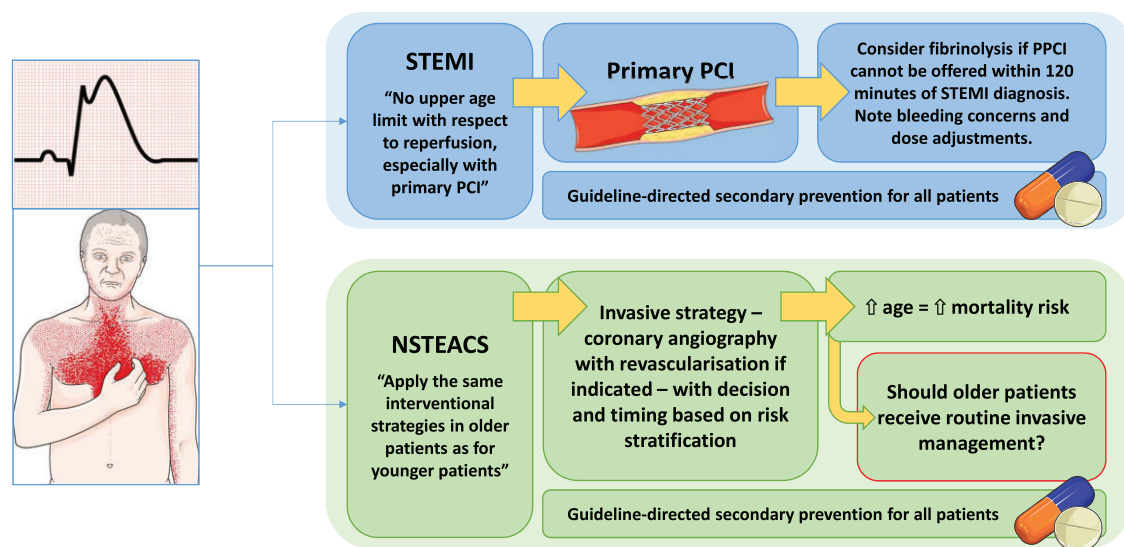 STEMI
“No upper age
limit with respect
to reperfusion,
especially with
primary PCI”
Primary PCI
Consider fibrinolysis if PPCI
cannot be offered within 120
minutes of STEMI diagnosis.
Note bleeding concerns and
dose adjustments.
Guideline-directed secondary prevention for all patients
NSTEACS
“Apply the same
interventional
strategies in older
patients as for
younger patients”
Invasive strategy –
coronary angiography
with revascularisation if
indicated – with decision
and timing based on risk
stratification
⇧ age = ⇧ mortality risk
Should older patients
receive routine invasive
management?
Guideline-directed secondary prevention for all patients